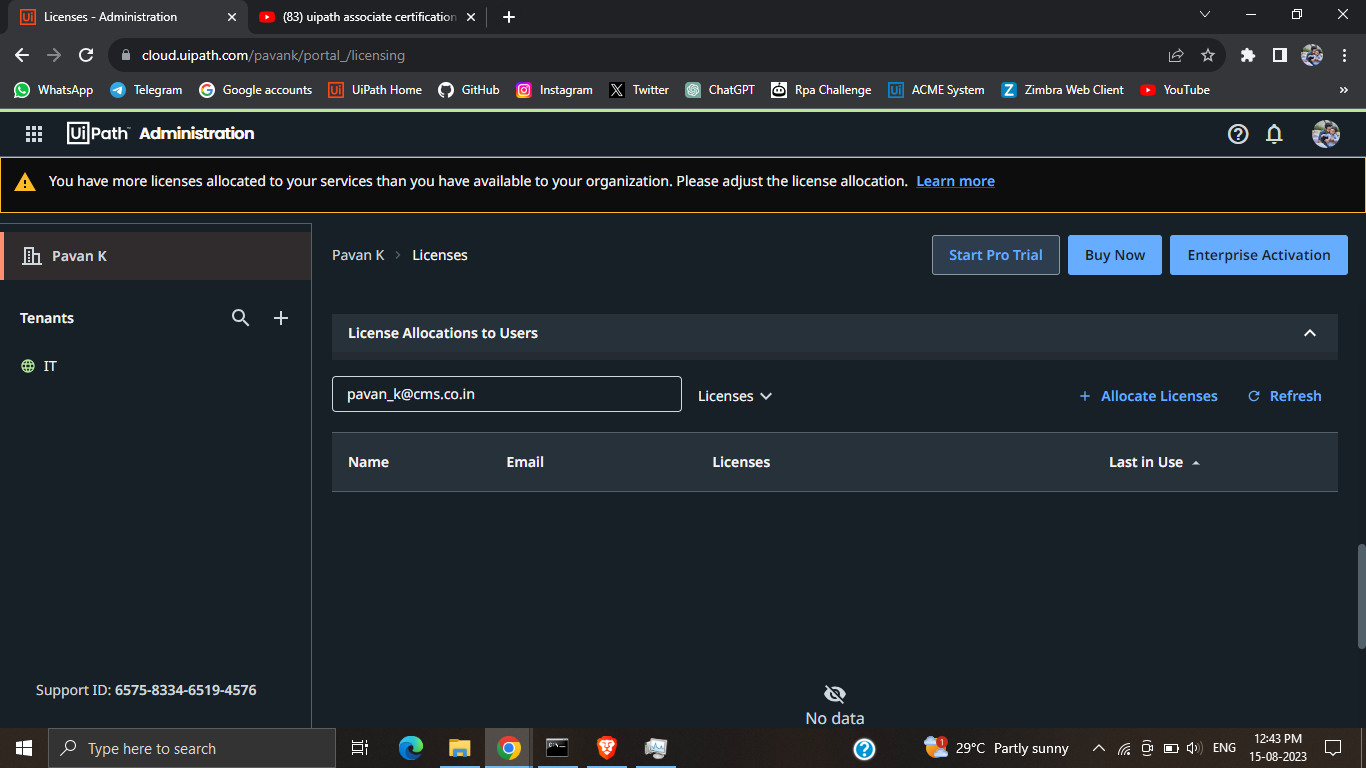 Licenses - Administration
(83) uipath associate certification
cloud.uipath.com/pavank/portal_/licensing
WhatsApp Telegram Google accounts UiPath Home GitHub Instagram Twitter ChatGPT Rpa Challenge ACME System Zimbra Web Client YouTube »
UiPath Administration
You have more licenses allocated to your services than you have available to your organization. Please adjust the license allocation. Learn more
Pavan K
Tenants
IT
Support ID: 6575-8334-6519-4576
Pavan K > Licenses
Start Pro Trial
Buy Now
Enterprise Activation
License Allocations to Users
pavan_k@cms.co.in
Licenses
+ Allocate Licenses
Refresh
Name Email Licenses Last in Use
No data
Type here to search
1
29°C Partly sunny
ENG
12:43 PM
15-08-2023